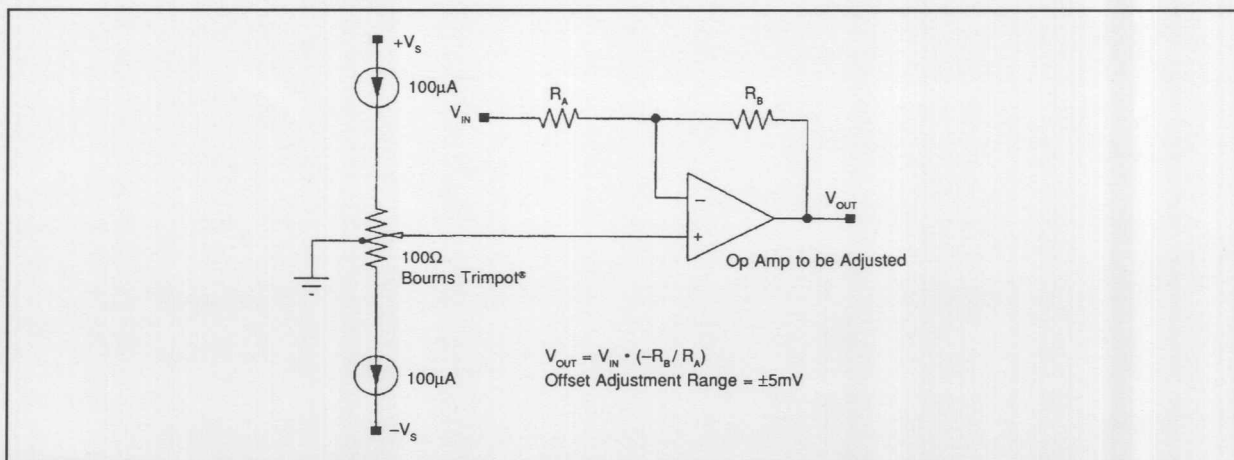 +V_S
100µA
R_A
R_B
V_IN
−
+
V_OUT
100Ω
Bourns Trimpot®
Op Amp to be Adjusted
100µA
−V_S
V_OUT = V_IN • (−R_B / R_A)
Offset Adjustment Range = ±5mV